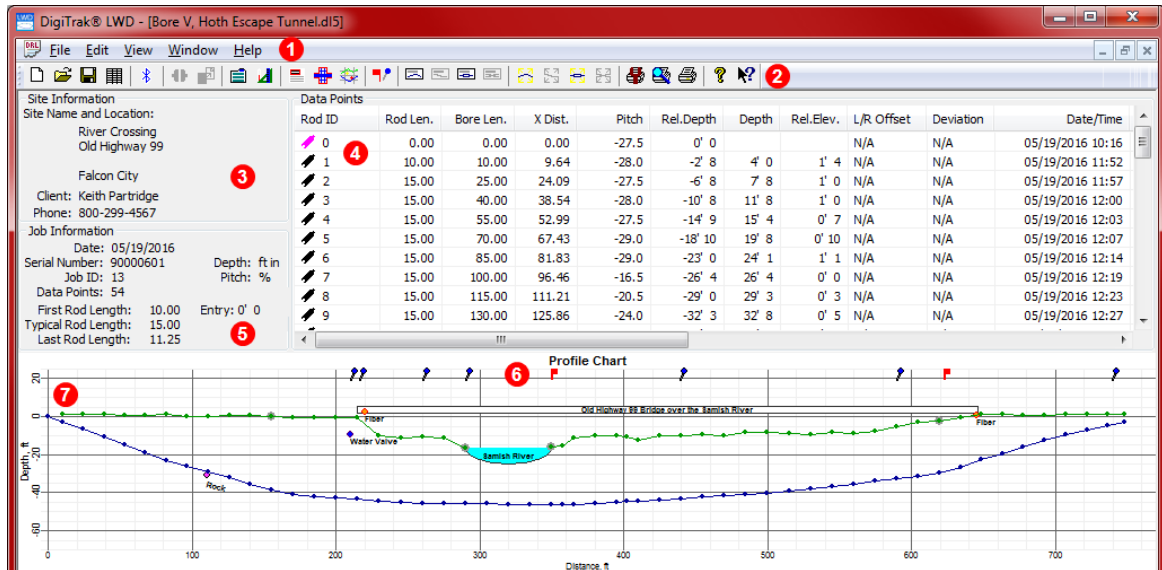 DigiTrak® LWD - [Bore V, Hoth Escape Tunnel.dl5]
File Edit View Window Help 1
2
Site Information
Site Name and Location:
River Crossing
Old Highway 99
Falcon City
3
Client: Keith Partridge
Phone: 800-299-4567
Job Information
Date: 05/19/2016
Serial Number: 90000601 Depth: ft in
Job ID: 13 Pitch: %
Data Points: 54
First Rod Length: 10.00 Entry: 0' 0
Typical Rod Length: 15.00
Last Rod Length: 11.25
5
Data Points
Rod ID Rod Len. Bore Len. X Dist. Pitch Rel.Depth Depth Rel.Elev. L/R Offset Deviation Date/Time
0 0.00 0.00 0.00 -27.5 0' 0 N/A N/A 05/19/2016 10:16
4
1 10.00 10.00 9.64 -28.0 -2' 8 4' 0 1' 4 N/A N/A 05/19/2016 11:52
2 15.00 25.00 24.09 -27.5 -6' 8 7' 8 1' 0 N/A N/A 05/19/2016 11:57
3 15.00 40.00 38.54 -28.0 -10' 8 11' 8 1' 0 N/A N/A 05/19/2016 12:00
4 15.00 55.00 52.99 -27.5 -14' 9 15' 4 0' 7 N/A N/A 05/19/2016 12:03
5 15.00 70.00 67.43 -29.0 -18' 10 19' 8 0' 10 N/A N/A 05/19/2016 12:07
6 15.00 85.00 81.83 -29.0 -23' 0 24' 1 1' 1 N/A N/A 05/19/2016 12:14
7 15.00 100.00 96.46 -16.5 -26' 4 26' 4 0' 0 N/A N/A 05/19/2016 12:19
8 15.00 115.00 111.21 -20.5 -29' 0 29' 3 0' 3 N/A N/A 05/19/2016 12:23
9 15.00 130.00 125.86 -24.0 -32' 3 32' 8 0' 5 N/A N/A 05/19/2016 12:27
Profile Chart
6
7
Depth, ft
20
0
-20
-40
-60
Old Highway 99 Bridge over the Samish River
Fiber
Fiber
Water Valve
Samish River
Rock
0 100 200 300 400 500 600 700
Distance, ft